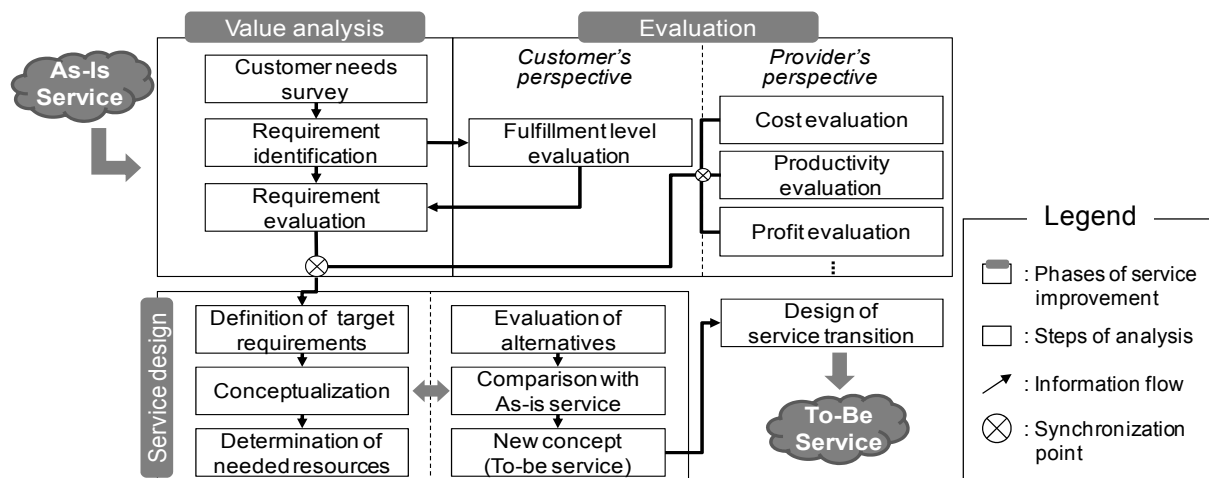 Value analysis
Evaluation
As-Is
Service
Customer needs
survey
Requirement
identification
Requirement
evaluation
Customer's
perspective
Fulfillment level
evaluation
Provider's
perspective
Cost evaluation
Productivity
evaluation
Profit evaluation
Service design
Definition of target
requirements
Conceptualization
Determination of
needed resources
Evaluation of
alternatives
Comparison with
As-is service
New concept
(To-be service)
Design of
service transition
To-Be
Service
Legend
: Phases of service
improvement
: Steps of analysis
: Information flow
: Synchronization
point